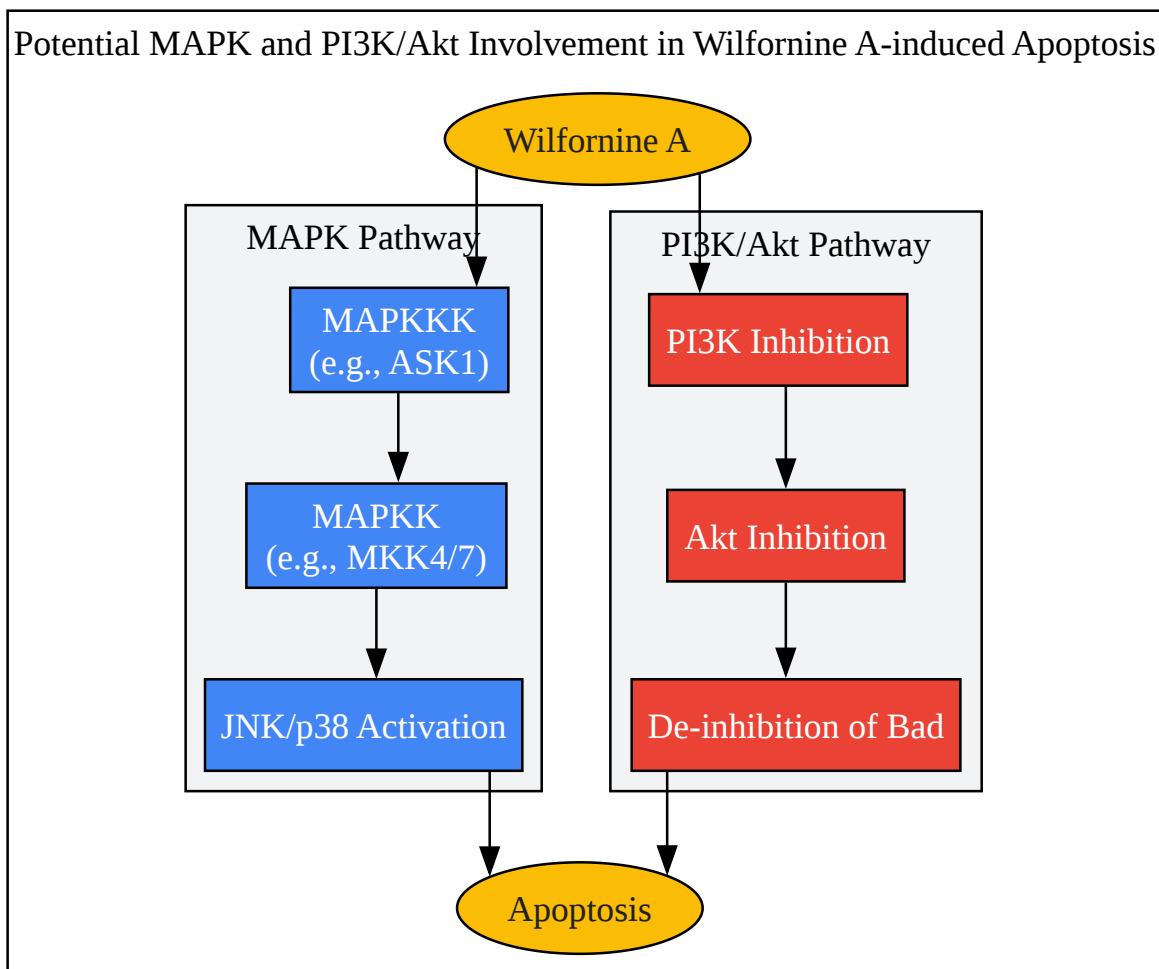 Potential MAPK and PI3K/Akt Involvement in Wilfornine A-induced Apoptosis
Wilfornine A
MAPK Pathway
MAPKKK
(e.g., ASK1)
MAPKK
(e.g., MKK4/7)
JNK/p38 Activation
PI3K/Akt Pathway
PI3K Inhibition
Akt Inhibition
De-inhibition of Bad
Apoptosis